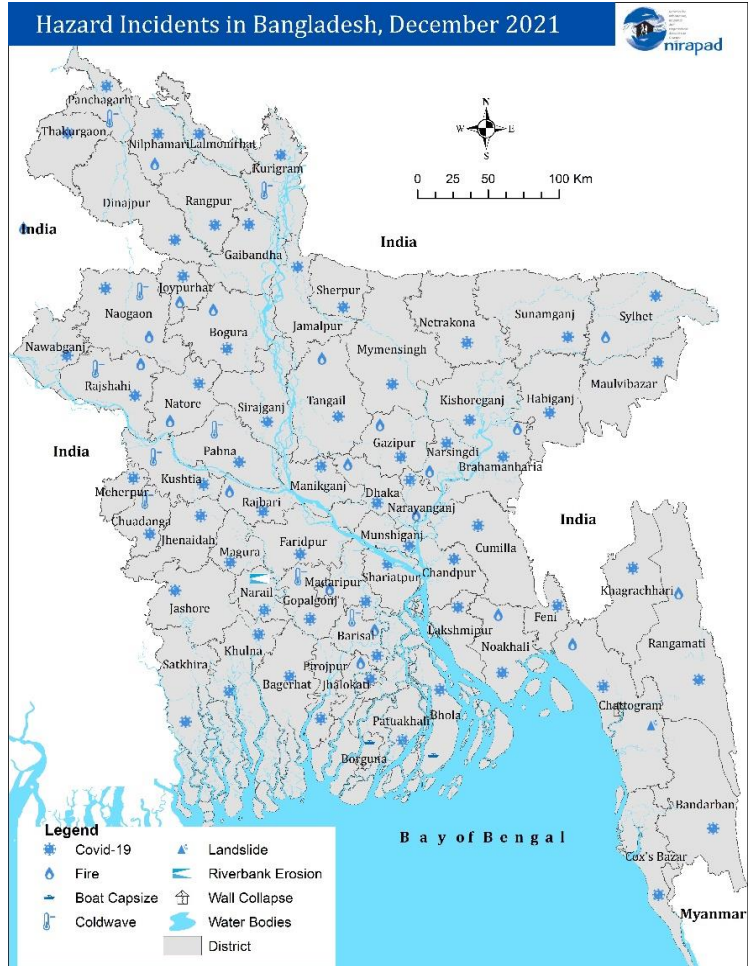 Hazard Incidents in Bangladesh, December 2021
nirapad
Panchagarh
Thakurgaon
Nilphamari
Lalmonirhat
Kurigram
Dinajpur
Rangpur
Gaibandha
India
India
N
W E
S
0 25 50 100 Km
Joypurhat
Naogaon
Sherpur
Bogura
Jamalpur
Netrakona
Sunamganj
Sylhet
Nawabganj
Mymensingh
Rajshahi
Maulvibazar
Natore
Sirajganj
Tangail
Kishoreganj
Habiganj
India
Pabna
Gazipur
Narsingdi
Brahamanbaria
Kushtia
Manikganj
Meherpur
Dhaka
Rajbari
Narayanganj
Chuadanga
India
Jhenaidah
Munshiganj
Cumilla
Magura
Faridpur
Shariatpur
Chandpur
Madaripur
Khagrachhari
Narail
Gopalgonj
Jashore
Lakshmipur
Feni
Barisal
Noakhali
Rangamati
Khulna
Satkhira
Pirojpur
Bagerhat
Jhalokati
Chattogram
Patuakhali
Bhola
Borguna
Bandarban
Bay of Bengal
Cox's Bazar
Myanmar
Legend
Covid-19
Fire
Boat Capsize
Coldwave
Landslide
Riverbank Erosion
Wall Collapse
Water Bodies
District